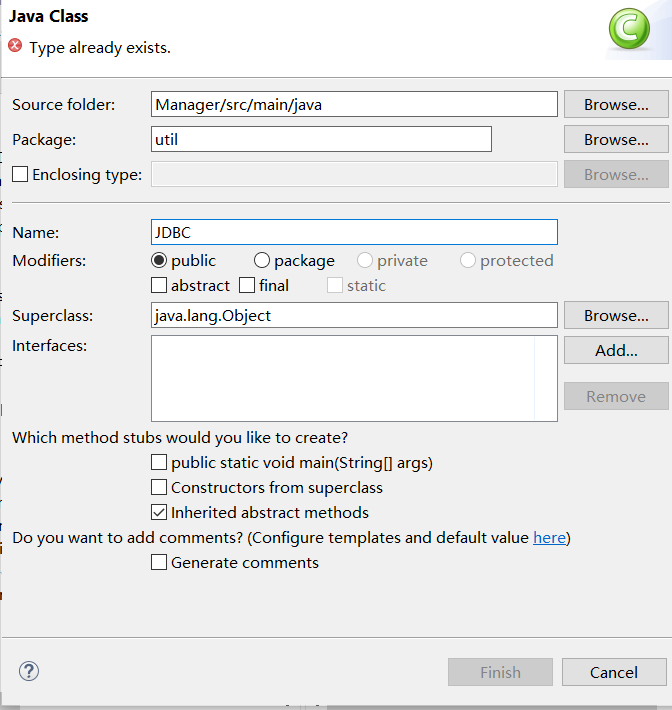 Java Class
Type already exists.
Source folder: Manager/src/main/java Browse...
Package: util Browse...
Enclosing type: Browse...
Name: JDBC
Modifiers: public package private protected
abstract final static
Superclass: java.lang.Object Browse...
Interfaces: Add...
Remove
Which method stubs would you like to create?
public static void main(String[] args)
Constructors from superclass
Inherited abstract methods
Do you want to add comments? (Configure templates and default value here)
Generate comments
? Finish Cancel